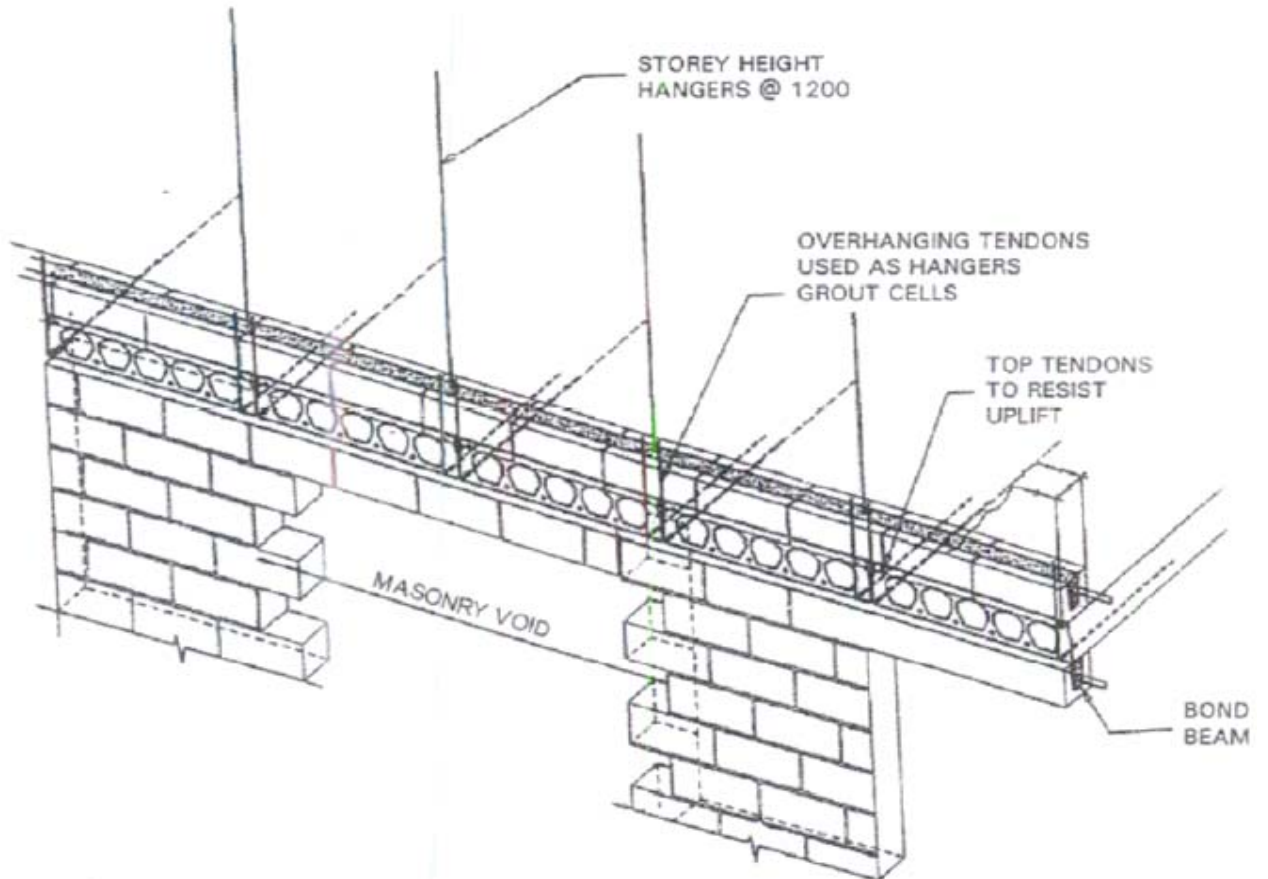 STOREY HEIGHT
HANGERS @ 1200
OVERHANGING TENDONS
USED AS HANGERS
GROUT CELLS
TOP TENDONS
TO RESIST
UPLIFT
MASONRY VOID
BOND
BEAM